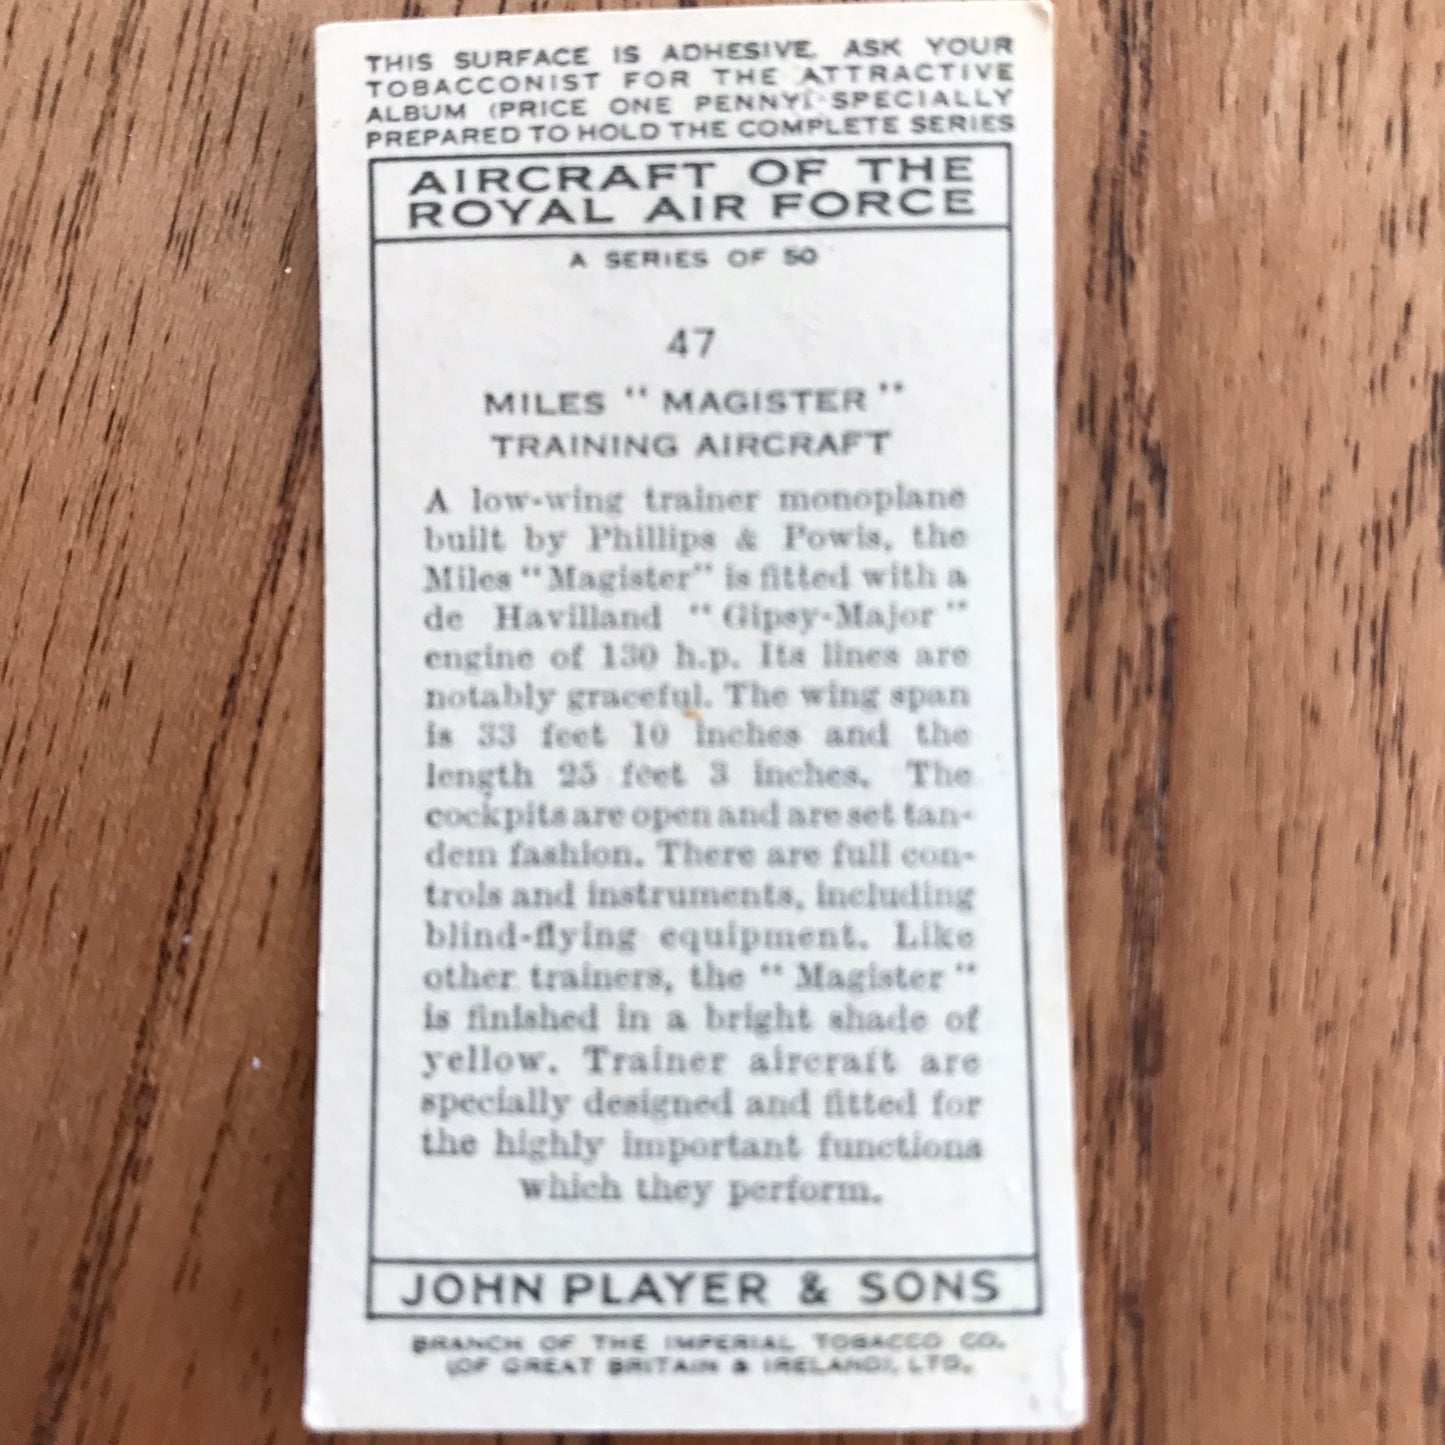 THIS SURFACE IS ADHESIVE. ASK YOUR
TOBACCONIST FOR THE ATTRACTIVE
ALBUM (PRICE ONE PENNY) SPECIALLY
PREPARED TO HOLD THE COMPLETE SERIES
AIRCRAFT OF THE
ROYAL AIR FORCE
A SERIES OF 50
47
MILES "MAGISTER"
TRAINING AIRCRAFT
A low-wing trainer monoplane
built by Phillips & Powis, the
Miles "Magister" is fitted with a
de Havilland "Gipsy-Major"
engine of 130 h.p. Its lines are
notably graceful. The wing span
is 33 feet 10 inches and the
length 25 feet 3 inches. The
cockpits are open and are set tan-
dem fashion. There are full con-
trols and instruments, including
blind-flying equipment. Like
other trainers, the "Magister"
is finished in a bright shade of
yellow. Trainer aircraft are
specially designed and fitted for
the highly important functions
which they perform.
JOHN PLAYER & SONS
BRANCH OF THE IMPERIAL TOBACCO CO.
(OF GREAT BRITAIN & IRELAND), LTD.